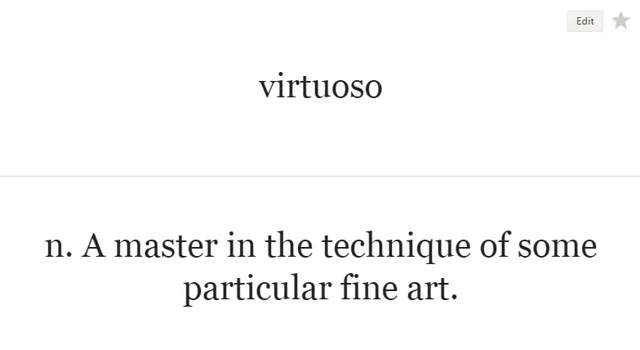 Edit
virtuoso
n. A master in the technique of some
particular fine art.